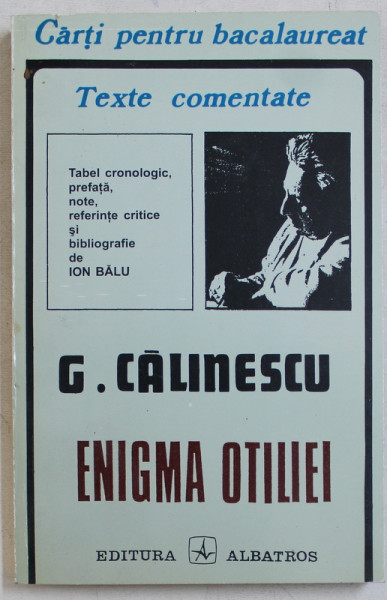 Cărți pentru bacalaureat
Texte comentate
Tabel cronologic,
prefață,
note,
referințe critice
și
bibliografie
de
ION BĂLU
G. CĂLINESCU
ENIGMA OTILIEI
EDITURA ALBATROS